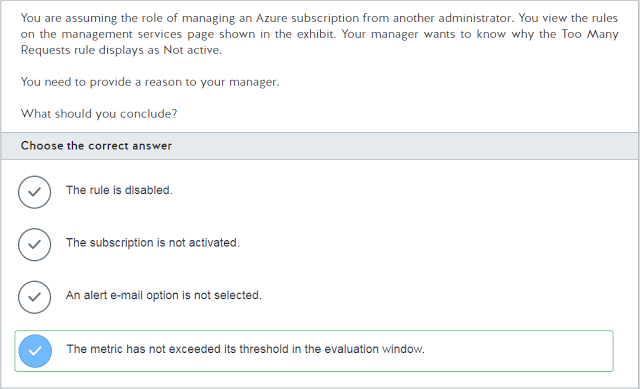 You are assuming the role of managing an Azure subscription from another administrator. You view the rules
on the management services page shown in the exhibit. Your manager wants to know why the Too Many
Requests rule displays as Not active.
You need to provide a reason to your manager.
What should you conclude?
Choose the correct answer
The rule is disabled.
The subscription is not activated.
An alert e-mail option is not selected.
The metric has not exceeded its threshold in the evaluation window.